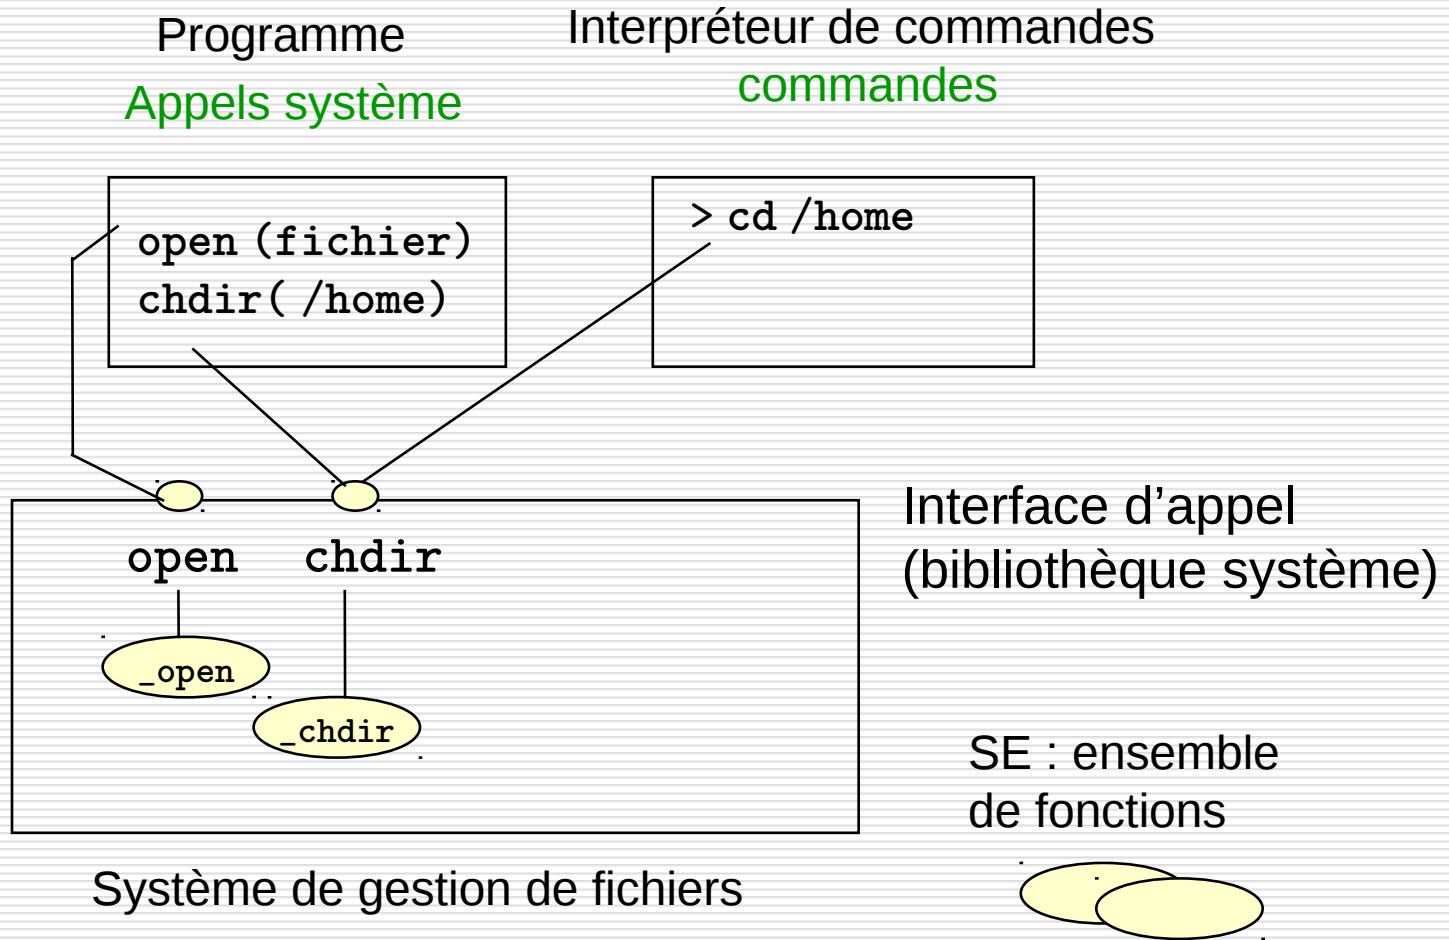 Programme
Appels système
Interpréteur de commandes
commandes
open (fichier)
chdir( /home)
> cd /home
open chdir
_open
_chdir
Interface d’appel
(bibliothèque système)
SE : ensemble
de fonctions
Système de gestion de fichiers